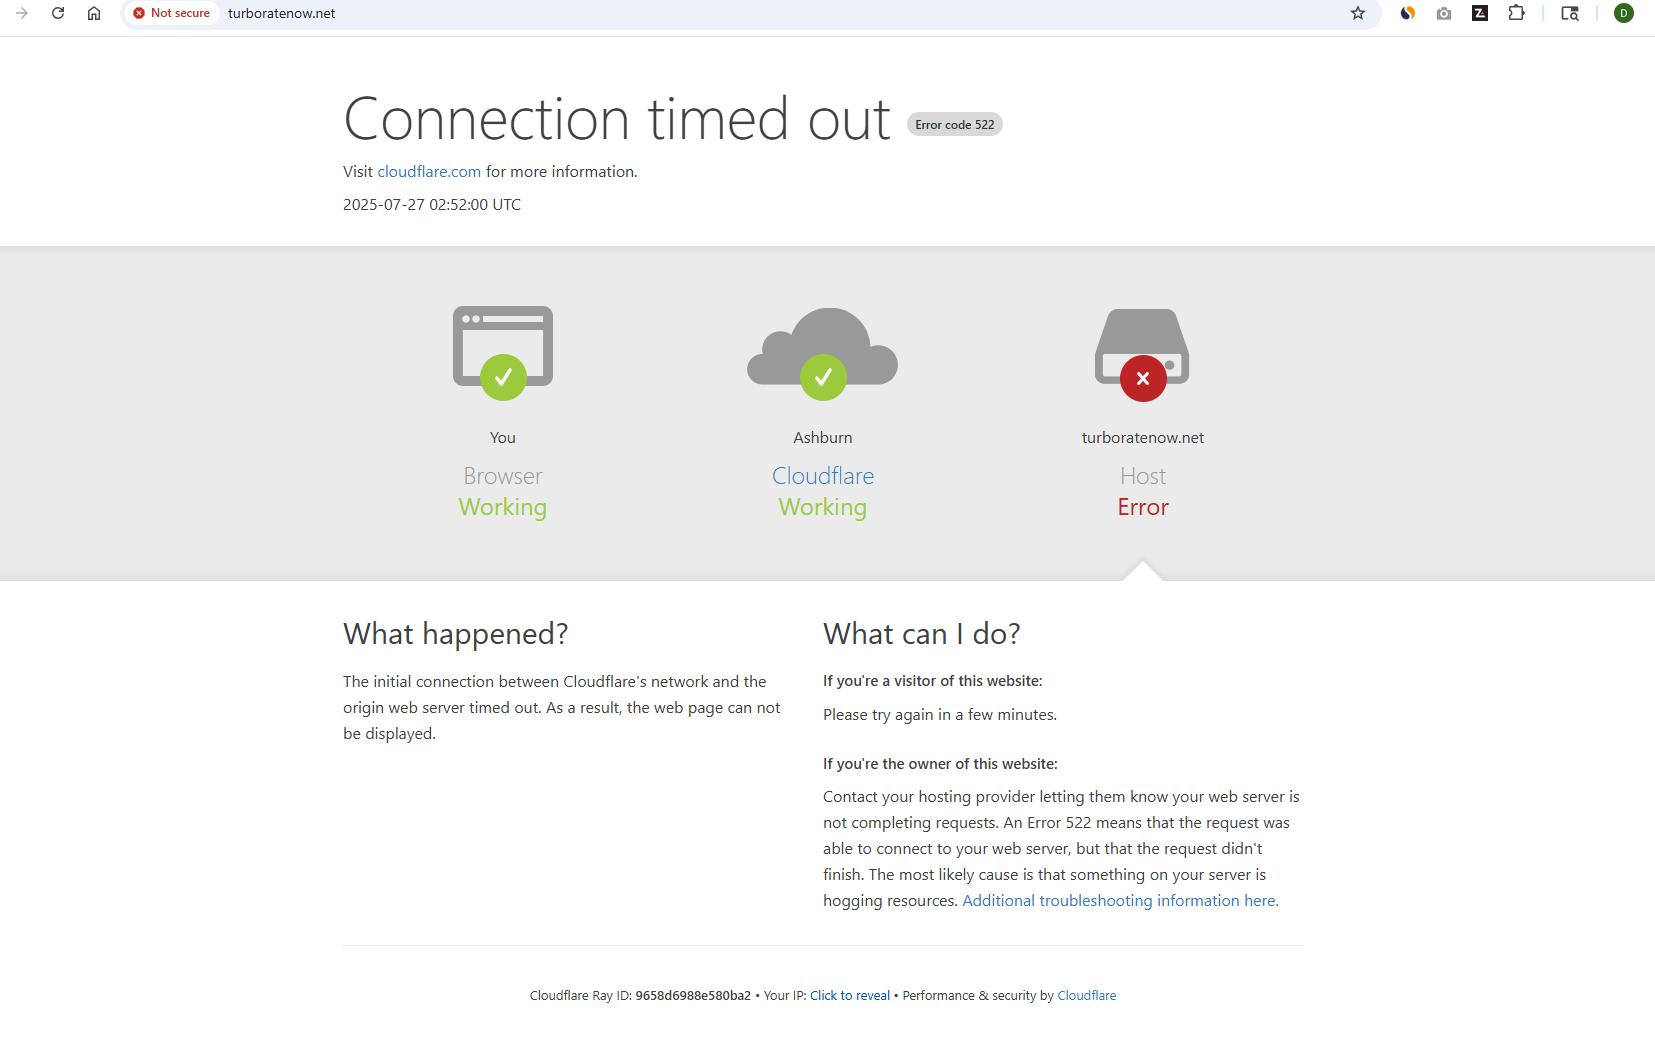 Not secure
turboratenow.net
D
Connection timed out
Error code 522
Visit cloudflare.com for more information.
2025-07-27 02:52:00 UTC
You
Browser
Working
Ashburn
Cloudflare
Working
turboratenow.net
Host
Error
What happened?
The initial connection between Cloudflare's network and the
origin web server timed out. As a result, the web page can not
be displayed.
What can I do?
If you're a visitor of this website:
Please try again in a few minutes.
If you're the owner of this website:
Contact your hosting provider letting them know your web server is
not completing requests. An Error 522 means that the request was
able to connect to your web server, but that the request didn't
finish. The most likely cause is that something on your server is
hogging resources. Additional troubleshooting information here.
Cloudflare Ray ID: 9658d6988e580ba2 • Your IP: Click to reveal • Performance & security by Cloudflare